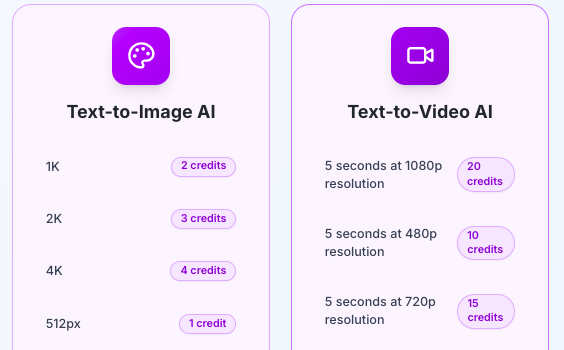 Text-to-Image AI
1K
2 credits
2K
3 credits
4K
4 credits
512px
1 credit
Text-to-Video AI
5 seconds at 1080p
resolution
20
credits
5 seconds at 480p
resolution
10
credits
5 seconds at 720p
resolution
15
credits